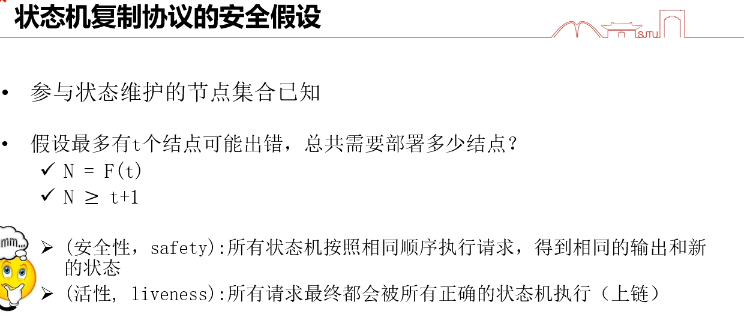 状态机复制协议的安全假设
SJTU
• 参与状态维护的节点集合已知
• 假设最多有t个结点可能出错，总共需要部署多少结点？
✓ N = F(t)
✓ N ≥ t+1
mm...
➢ (安全性, safety):所有状态机按照相同顺序执行请求，得到相同的输出和新
的状态
➢ (活性, liveness):所有请求最终都会被所有正确的状态机执行（上链）